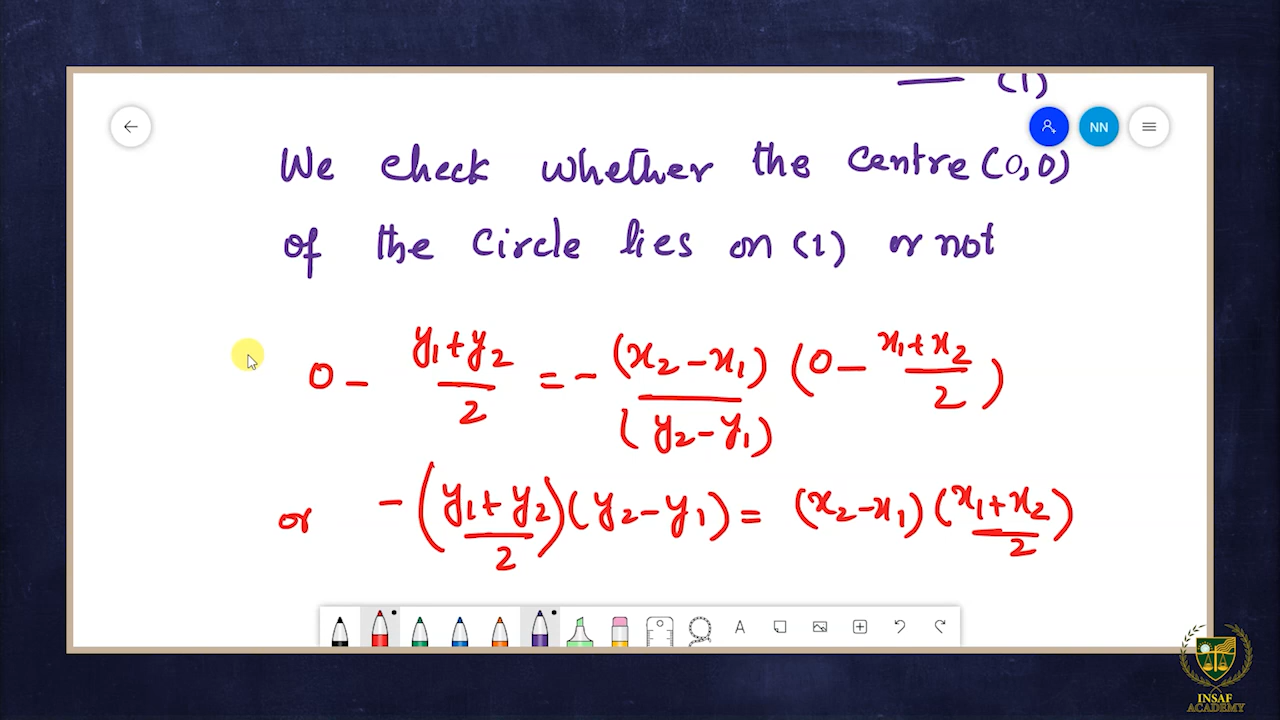 — (1)
NN
We check whether the centre (0,0)
of the circle lies on (1) or not
0 - y₁+y₂/2 = - (x₂-x₁)/(y₂-y₁) (0 - x₁+x₂/2)
or - (y₁+y₂/2)(y₂-y₁) = (x₂-x₁)(x₁+x₂/2)
A
INSAF
ACADEMY